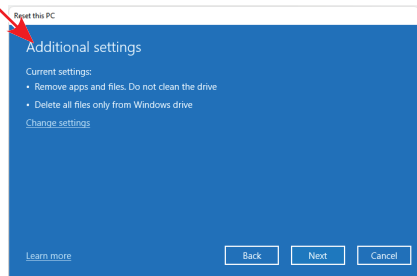 Reset this PC
Additional settings
Current settings:
• Remove apps and files. Do not clean the drive
• Delete all files only from Windows drive
Change settings
Learn more
Back
Next
Cancel